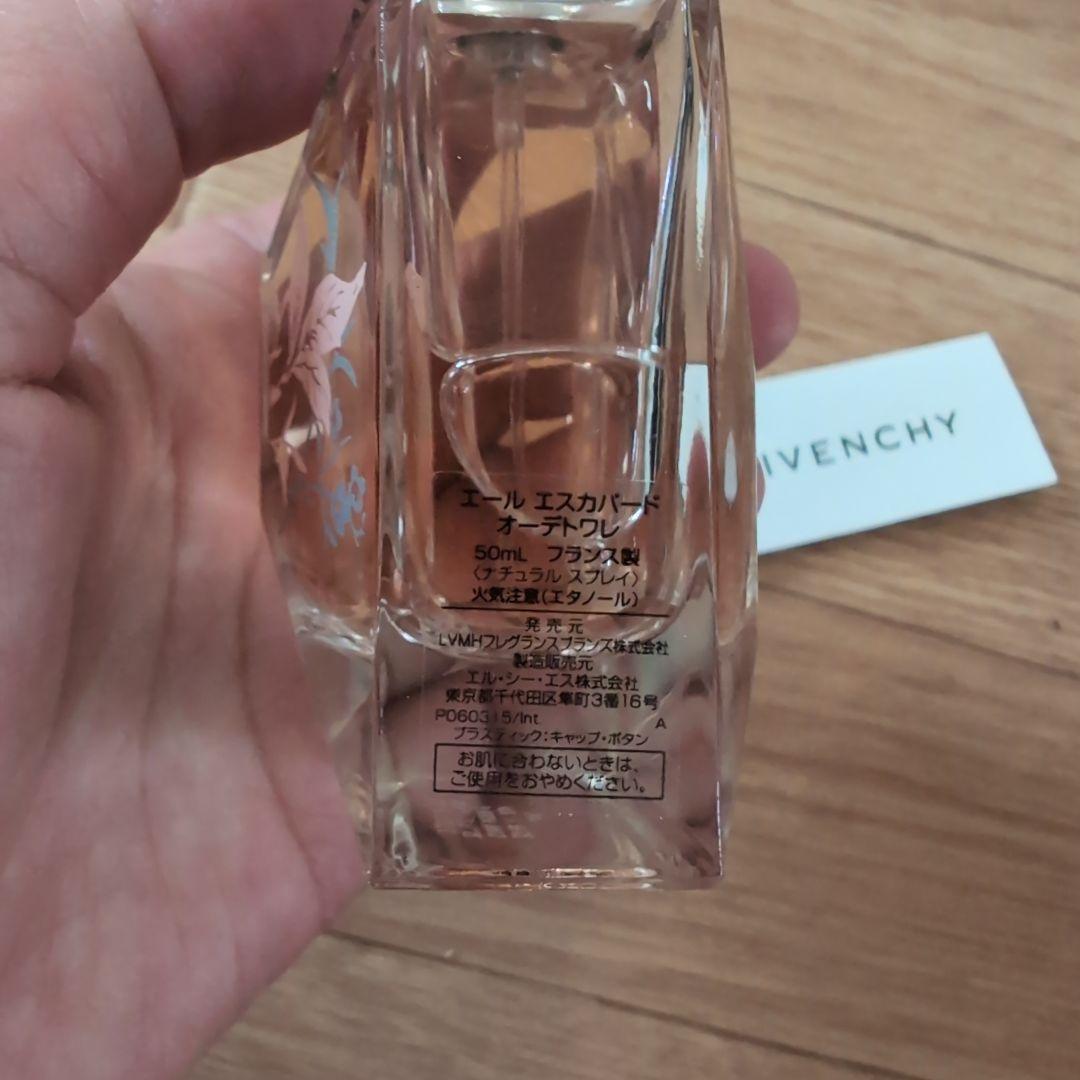 エール エスカパード
オーデトワレ
50mL フランス製
〈ナチュラル スプレイ〉
火気注意(エタノール)
発売元
LVMHフレグランスブランズ株式会社
製造販売元
エル・シー・エス株式会社
東京都千代田区隼町3番16号
P060315/Int A
プラスティック:キャップ・ボタン
お肌に合わないときは、
ご使用をおやめください。
IVENCHY